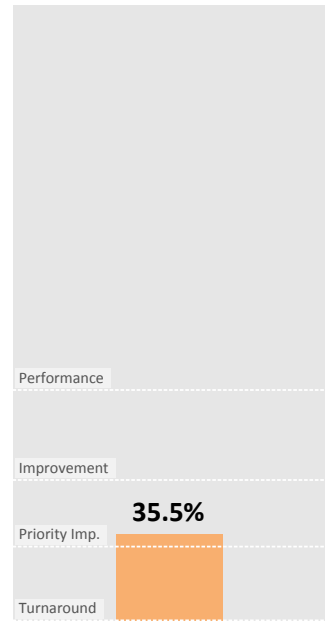 Performance
Improvement
35.5%
Priority Imp.
Turnaround